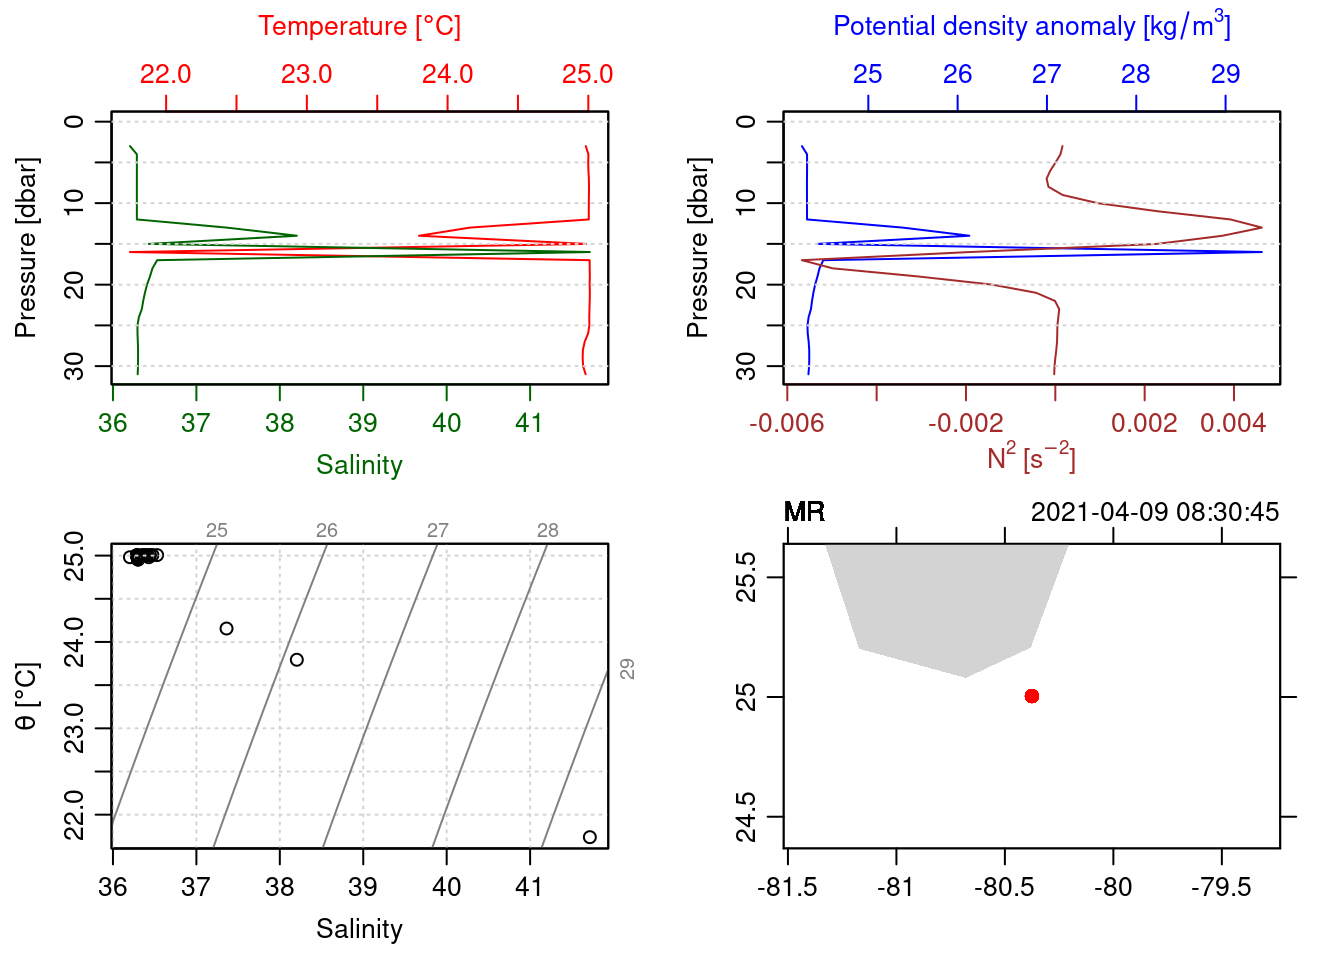 Temperature [°C]
22.0 23.0 24.0 25.0
Pressure [dbar]
0 10 20 30
36 37 38 39 40 41
Salinity
Potential density anomaly [kg/m³]
25 26 27 28 29
Pressure [dbar]
0 10 20 30
-0.006 -0.002 0.002 0.004
N² [s⁻²]
25 26 27 28
29
θ [°C]
25.0 24.0 23.0 22.0
36 37 38 39 40 41
Salinity
MR 2021-04-09 08:30:45
25.5 25 24.5
-81.5 -81 -80.5 -80 -79.5